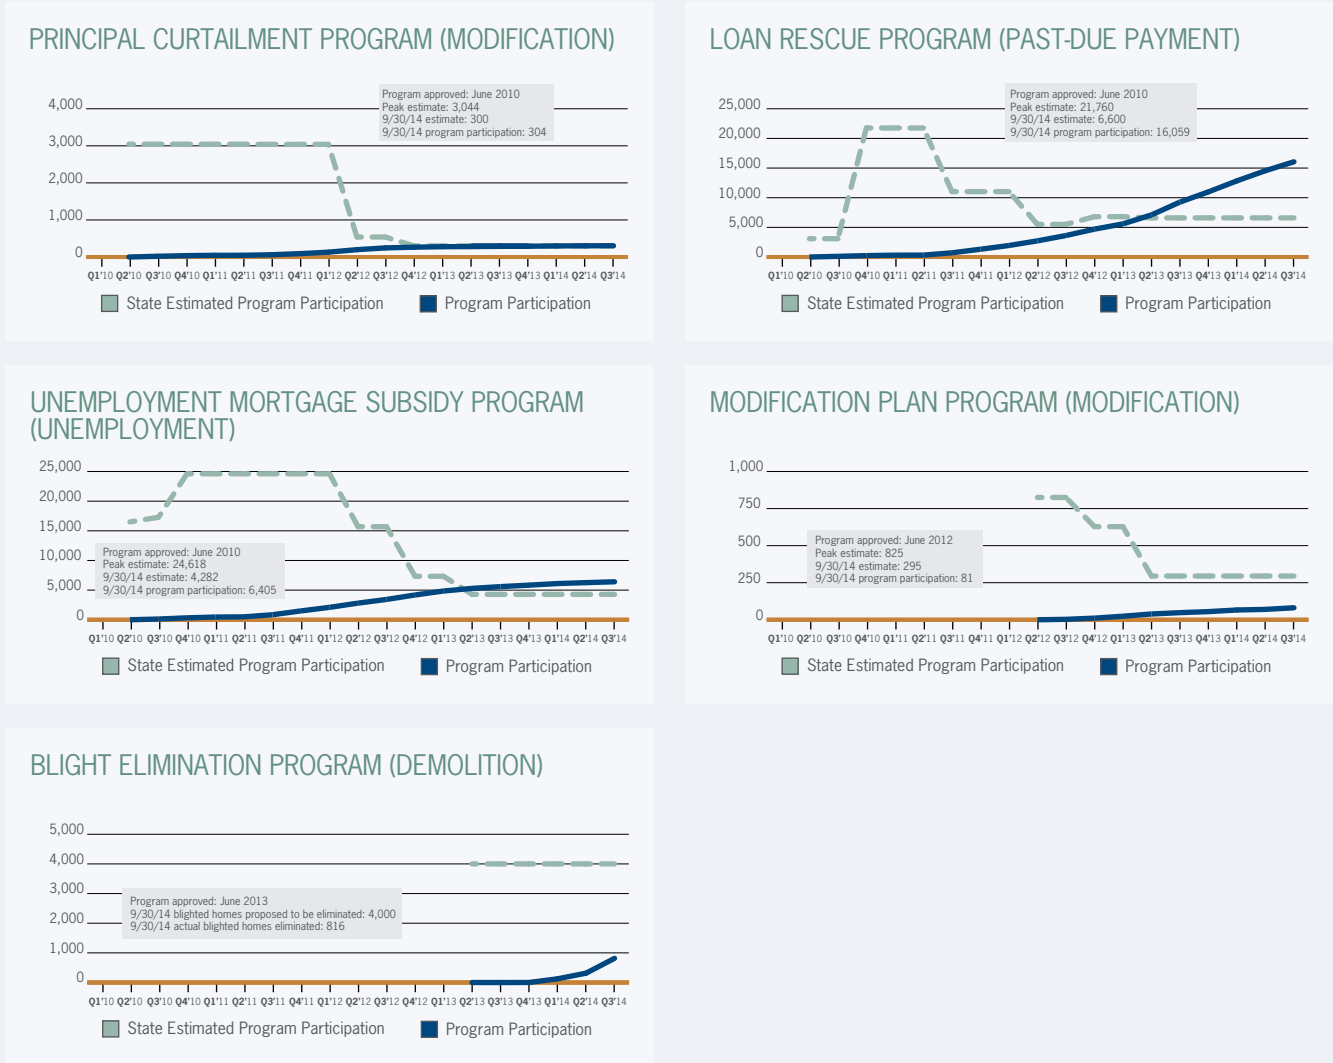 PRINCIPAL CURTAILMENT PROGRAM (MODIFICATION)
Program approved: June 2010
Peak estimate: 3,044
9/30/14 estimate: 300
9/30/14 program participation: 304
4,000
3,000
2,000
1,000
0
Q1'10 Q2'10 Q3'10 Q4'10 Q1'11 Q2'11 Q3'11 Q4'11 Q1'12 Q2'12 Q3'12 Q4'12 Q1'13 Q2'13 Q3'13 Q4'13 Q1'14 Q2'14 Q3'14
State Estimated Program Participation Program Participation
LOAN RESCUE PROGRAM (PAST-DUE PAYMENT)
Program approved: June 2010
Peak estimate: 21,760
9/30/14 estimate: 6,600
9/30/14 program participation: 16,059
25,000
20,000
15,000
10,000
5,000
0
Q1'10 Q2'10 Q3'10 Q4'10 Q1'11 Q2'11 Q3'11 Q4'11 Q1'12 Q2'12 Q3'12 Q4'12 Q1'13 Q2'13 Q3'13 Q4'13 Q1'14 Q2'14 Q3'14
State Estimated Program Participation Program Participation
UNEMPLOYMENT MORTGAGE SUBSIDY PROGRAM
(UNEMPLOYMENT)
25,000
20,000
15,000
10,000
5,000
0
Program approved: June 2010
Peak estimate: 24,618
9/30/14 estimate: 4,282
9/30/14 program participation: 6,405
Q1'10 Q2'10 Q3'10 Q4'10 Q1'11 Q2'11 Q3'11 Q4'11 Q1'12 Q2'12 Q3'12 Q4'12 Q1'13 Q2'13 Q3'13 Q4'13 Q1'14 Q2'14 Q3'14
State Estimated Program Participation Program Participation
MODIFICATION PLAN PROGRAM (MODIFICATION)
1,000
750
500
250
0
Program approved: June 2012
Peak estimate: 825
9/30/14 estimate: 295
9/30/14 program participation: 81
Q1'10 Q2'10 Q3'10 Q4'10 Q1'11 Q2'11 Q3'11 Q4'11 Q1'12 Q2'12 Q3'12 Q4'12 Q1'13 Q2'13 Q3'13 Q4'13 Q1'14 Q2'14 Q3'14
State Estimated Program Participation Program Participation
BLIGHT ELIMINATION PROGRAM (DEMOLITION)
5,000
4,000
3,000
2,000
1,000
0
Program approved: June 2013
9/30/14 blighted homes proposed to be eliminated: 4,000
9/30/14 actual blighted homes eliminated: 816
Q1'10 Q2'10 Q3'10 Q4'10 Q1'11 Q2'11 Q3'11 Q4'11 Q1'12 Q2'12 Q3'12 Q4'12 Q1'13 Q2'13 Q3'13 Q4'13 Q1'14 Q2'14 Q3'14
State Estimated Program Participation Program Participation